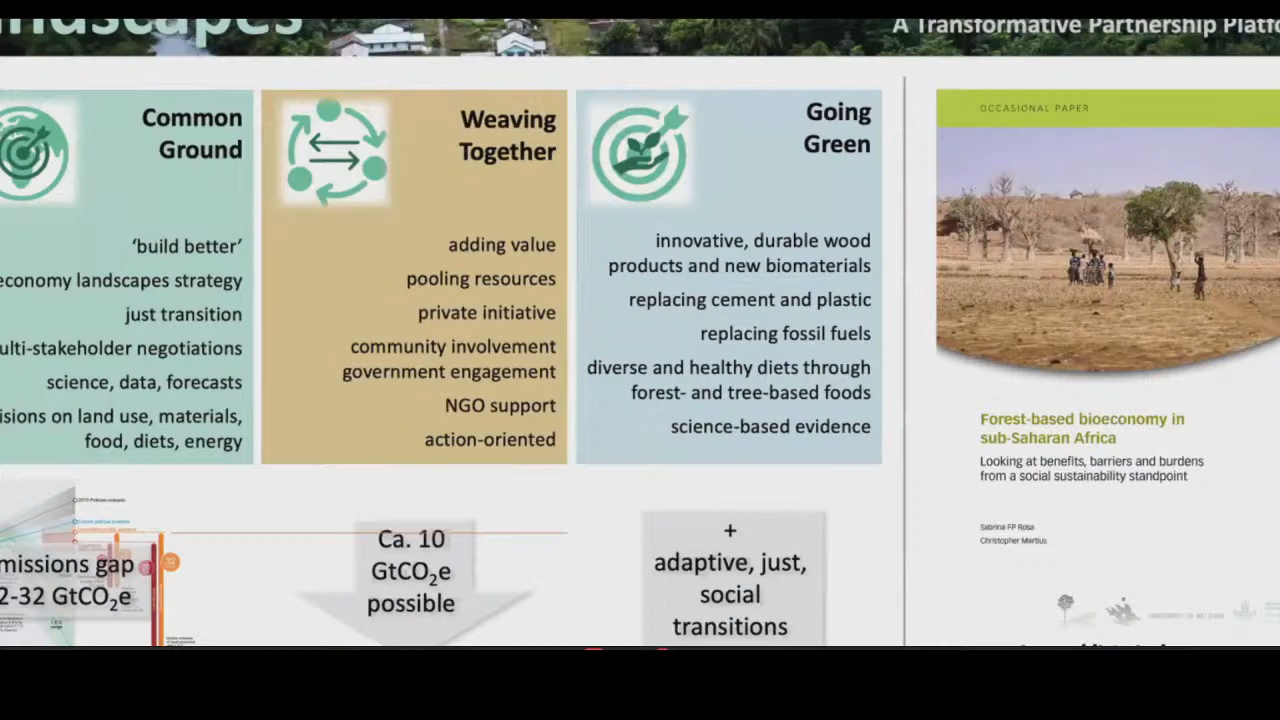 ndscapes
A Transformative Partnership Platfo
Common
Ground
'build better'
economy landscapes strategy
just transition
ulti-stakeholder negotiations
science, data, forecasts
isions on land use, materials,
food, diets, energy
Weaving
Together
adding value
pooling resources
private initiative
community involvement
government engagement
NGO support
action-oriented
Going
Green
innovative, durable wood
products and new biomaterials
replacing cement and plastic
replacing fossil fuels
diverse and healthy diets through
forest- and tree-based foods
science-based evidence
missions gap
2-32 GtCO₂e
Ca. 10
GtCO₂e
possible
+
adaptive, just,
social
transitions
OCCASIONAL PAPER
Forest-based bioeconomy in
sub-Saharan Africa
Looking at benefits, barriers and burdens
from a social sustainability standpoint
Sabrina FP Rosa
Christopher Martius